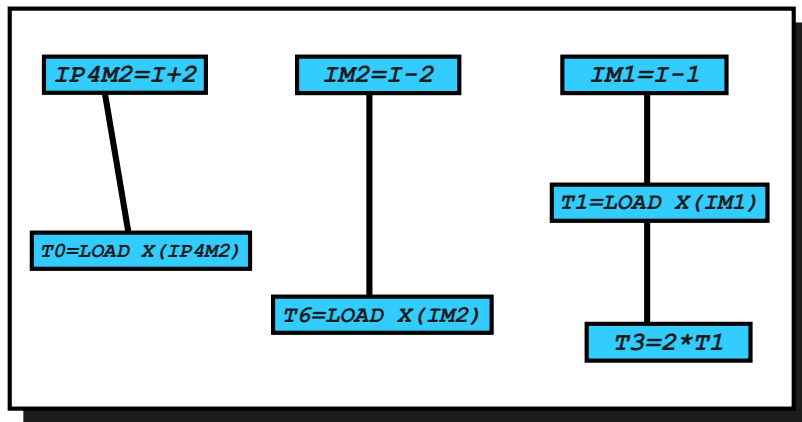 IP4M2=I+2
IM2=I-2
IM1=I-1
T1=LOAD X(IM1)
T0=LOAD X(IP4M2)
T6=LOAD X(IM2)
T3=2*T1